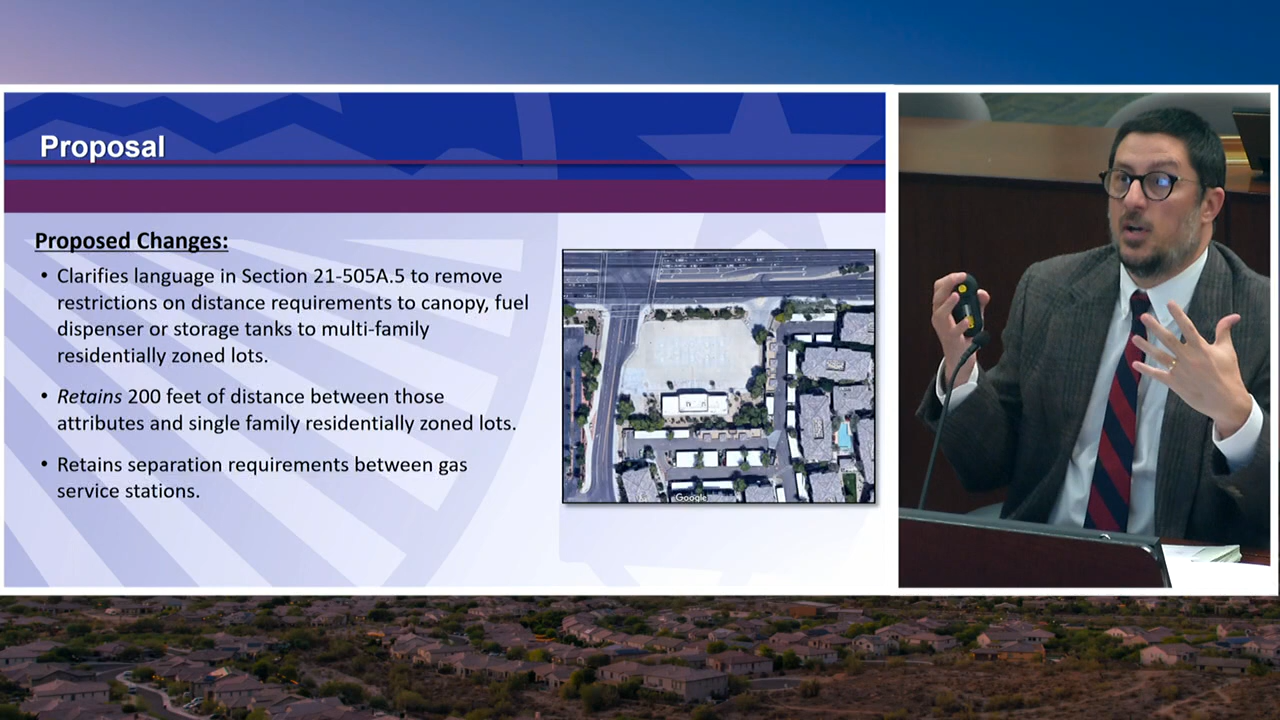 Proposal
Proposed Changes:
• Clarifies language in Section 21-505A.5 to remove
restrictions on distance requirements to canopy, fuel
dispenser or storage tanks to multi-family
residentially zoned lots.
• Retains 200 feet of distance between those
attributes and single family residentially zoned lots.
• Retains separation requirements between gas
service stations.
Google